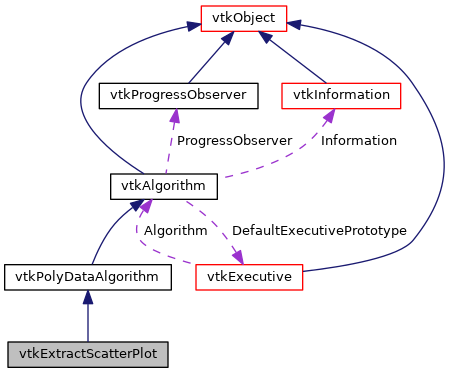 vtkObject
vtkProgressObserver
vtkInformation
ProgressObserver
Information
vtkAlgorithm
Algorithm
DefaultExecutivePrototype
vtkPolyDataAlgorithm
vtkExecutive
vtkExtractScatterPlot